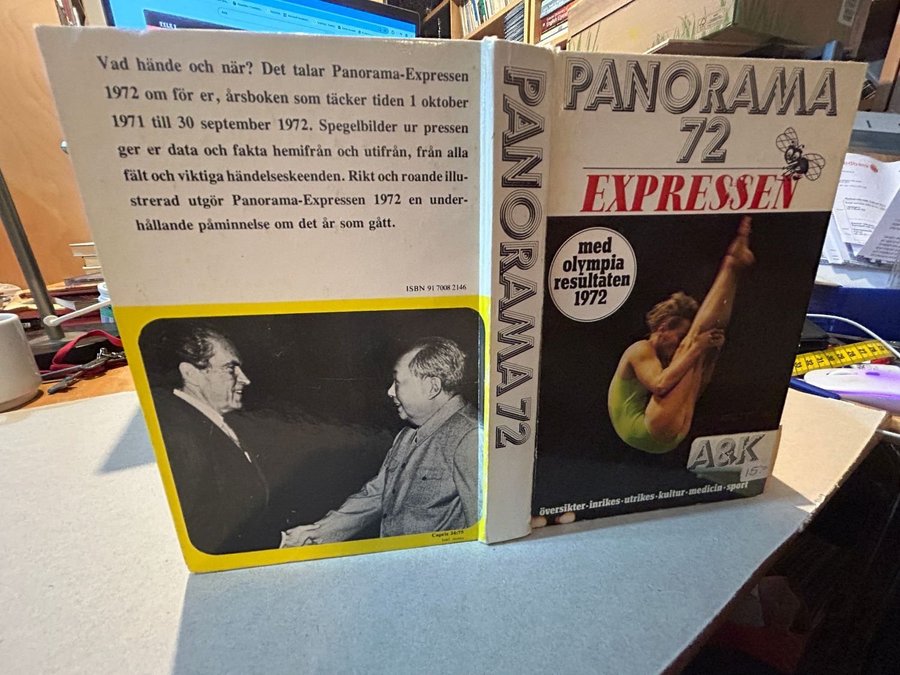 Vad hände och när? Det talar Panorama-Expressen
1972 om för er, årsboken som täcker tiden 1 oktober
1971 till 30 september 1972. Spegelbilder ur pressen
ger er data och fakta hemifrån och utifrån, från alla
fält och viktiga händelseskeenden. Rikt och roande illu-
strerad utgör Panorama-Expressen 1972 en under-
hållande påminnelse om det år som gått.
ISBN 91 7008 2146
Capris 34:75
PANORAMA 72
PANORAMA
72
EXPRESSEN
med
olympia
resultaten
1972
A&K
15:-
översikter·inrikes·utrikes·kultur·medicin·sport